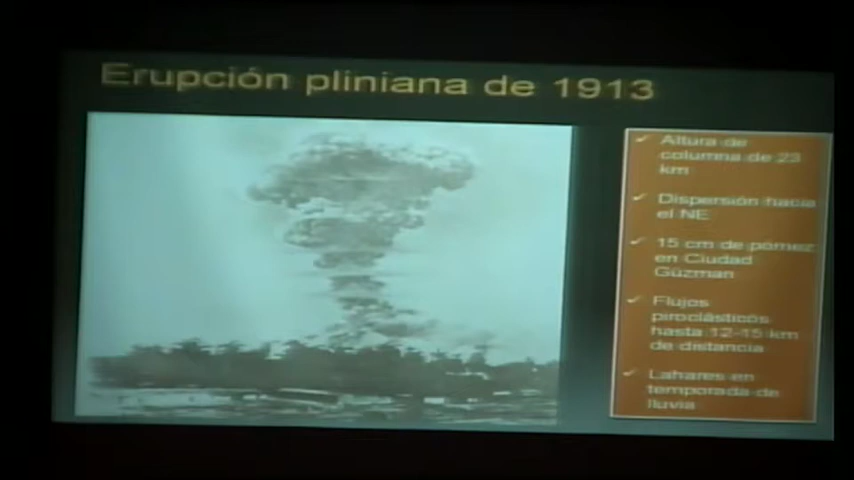 Erupción pliniana de 1913
Altura de
columna de 23
km
Dispersión hacia
el NE
15 cm de pómez
en Ciudad
Gúzman
Flujos
piroclásticos
hasta 12-15 km
de distancia
Lahares en
temporada de
lluvia